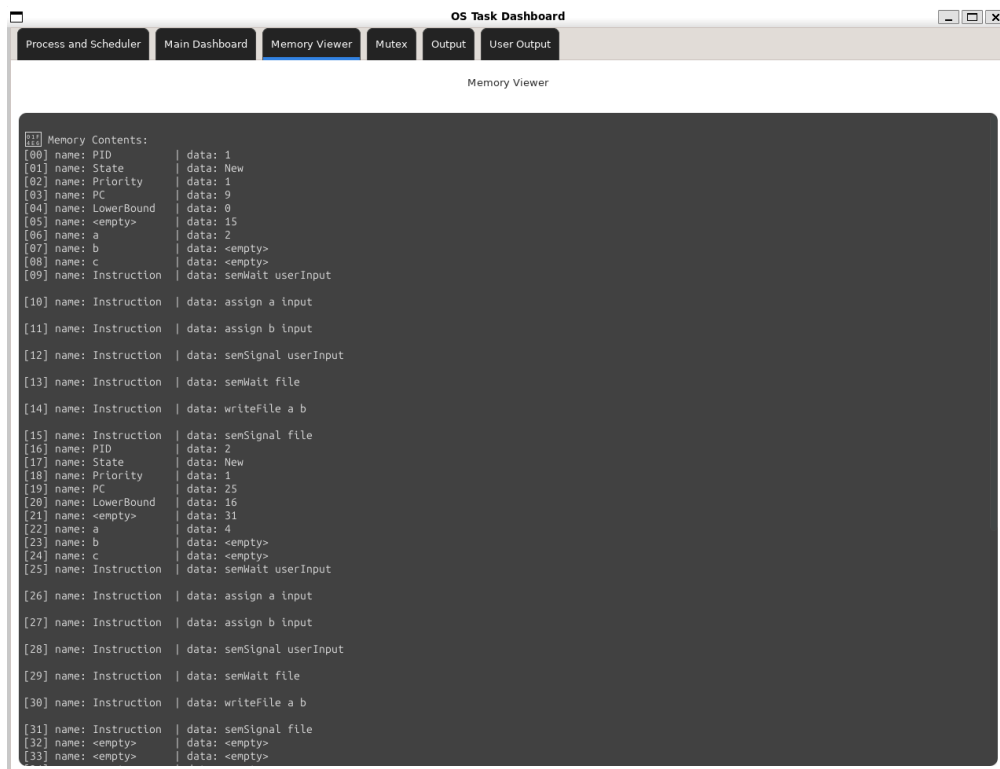 OS Task Dashboard
Process and Scheduler Main Dashboard Memory Viewer Mutex Output User Output
Memory Viewer
Memory Contents:
[00] name: PID | data: 1
[01] name: State | data: New
[02] name: Priority | data: 1
[03] name: PC | data: 9
[04] name: LowerBound | data: 0
[05] name: <empty> | data: 15
[06] name: a | data: 2
[07] name: b | data: <empty>
[08] name: c | data: <empty>
[09] name: Instruction | data: semWait userInput
[10] name: Instruction | data: assign a input
[11] name: Instruction | data: assign b input
[12] name: Instruction | data: semSignal userInput
[13] name: Instruction | data: semWait file
[14] name: Instruction | data: writeFile a b
[15] name: Instruction | data: semSignal file
[16] name: PID | data: 2
[17] name: State | data: New
[18] name: Priority | data: 1
[19] name: PC | data: 25
[20] name: LowerBound | data: 16
[21] name: <empty> | data: 31
[22] name: a | data: 4
[23] name: b | data: <empty>
[24] name: c | data: <empty>
[25] name: Instruction | data: semWait userInput
[26] name: Instruction | data: assign a input
[27] name: Instruction | data: assign b input
[28] name: Instruction | data: semSignal userInput
[29] name: Instruction | data: semWait file
[30] name: Instruction | data: writeFile a b
[31] name: Instruction | data: semSignal file
[32] name: <empty> | data: <empty>
[33] name: <empty> | data: <empty>